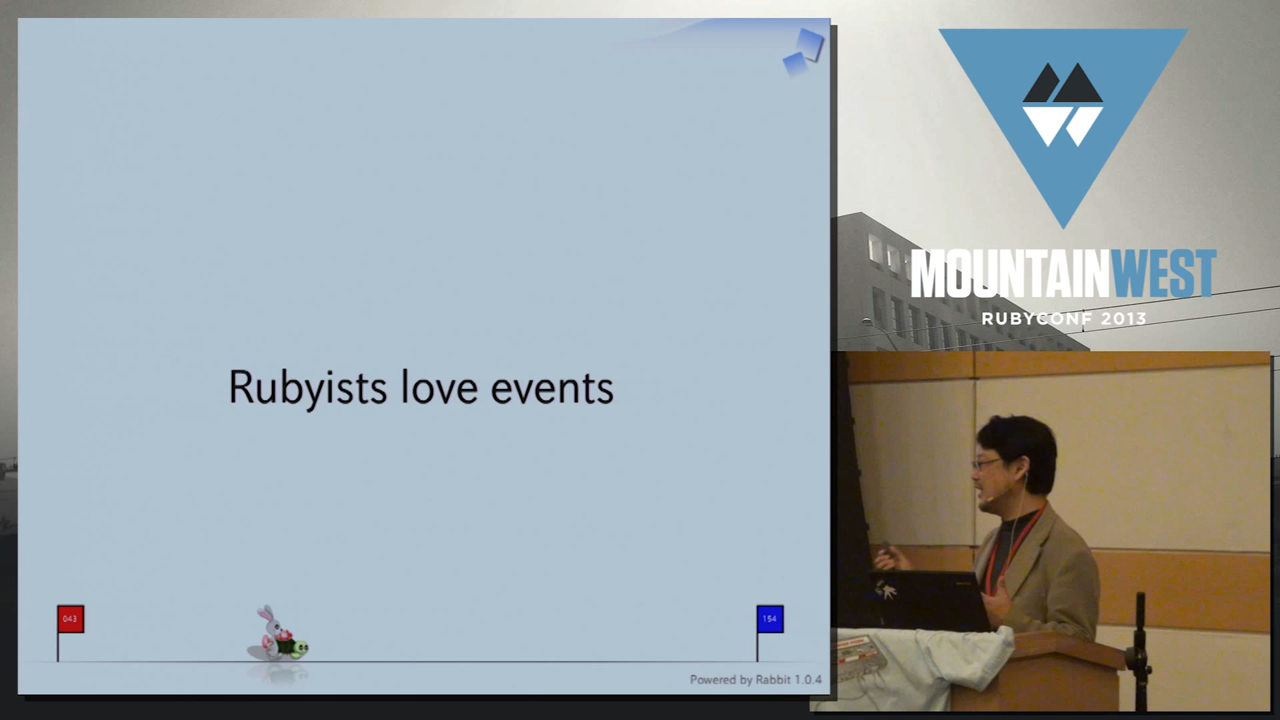 Rubyists love events
043
154
Powered by Rabbit 1.0.4
MOUNTAINWEST
RUBYCONF 2013